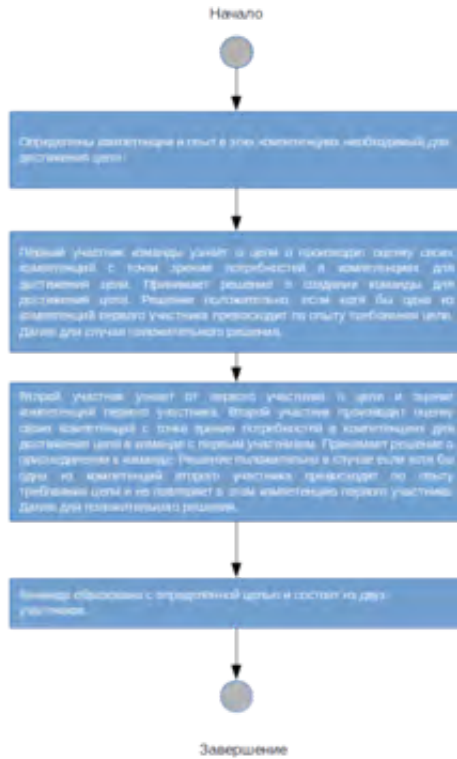 Начало
Определены компетенции и опыт в этих компетенциях необходимый для
достижения цели
Первый участник команды узнаёт о цели и производит оценку своих
компетенций с точки зрения потребностей в компетенциях для
достижения цели. Принимает решение о создании команды для
достижения цели. Решение положительно, если хотя бы одна из
компетенций первого участника превосходит по опыту требования цели.
Далее для случая положительного решения.
Второй участник узнает от первого участника о цели и оценке
компетенций первого участника. Второй участник производит оценку
своих компетенций с точки зрения потребностей в компетенциях для
достижения цели в команде с первым участником. Принимает решение о
присоединении к команде. Решение положительно в случае если хотя бы
одна из компетенций второго участника превосходит по опыту
требования цели и не повторяет в этом компетенцию первого участника.
Далее для положительного решения.
Команда образована с определённой целью и состоит из двух
участников.
Завершение